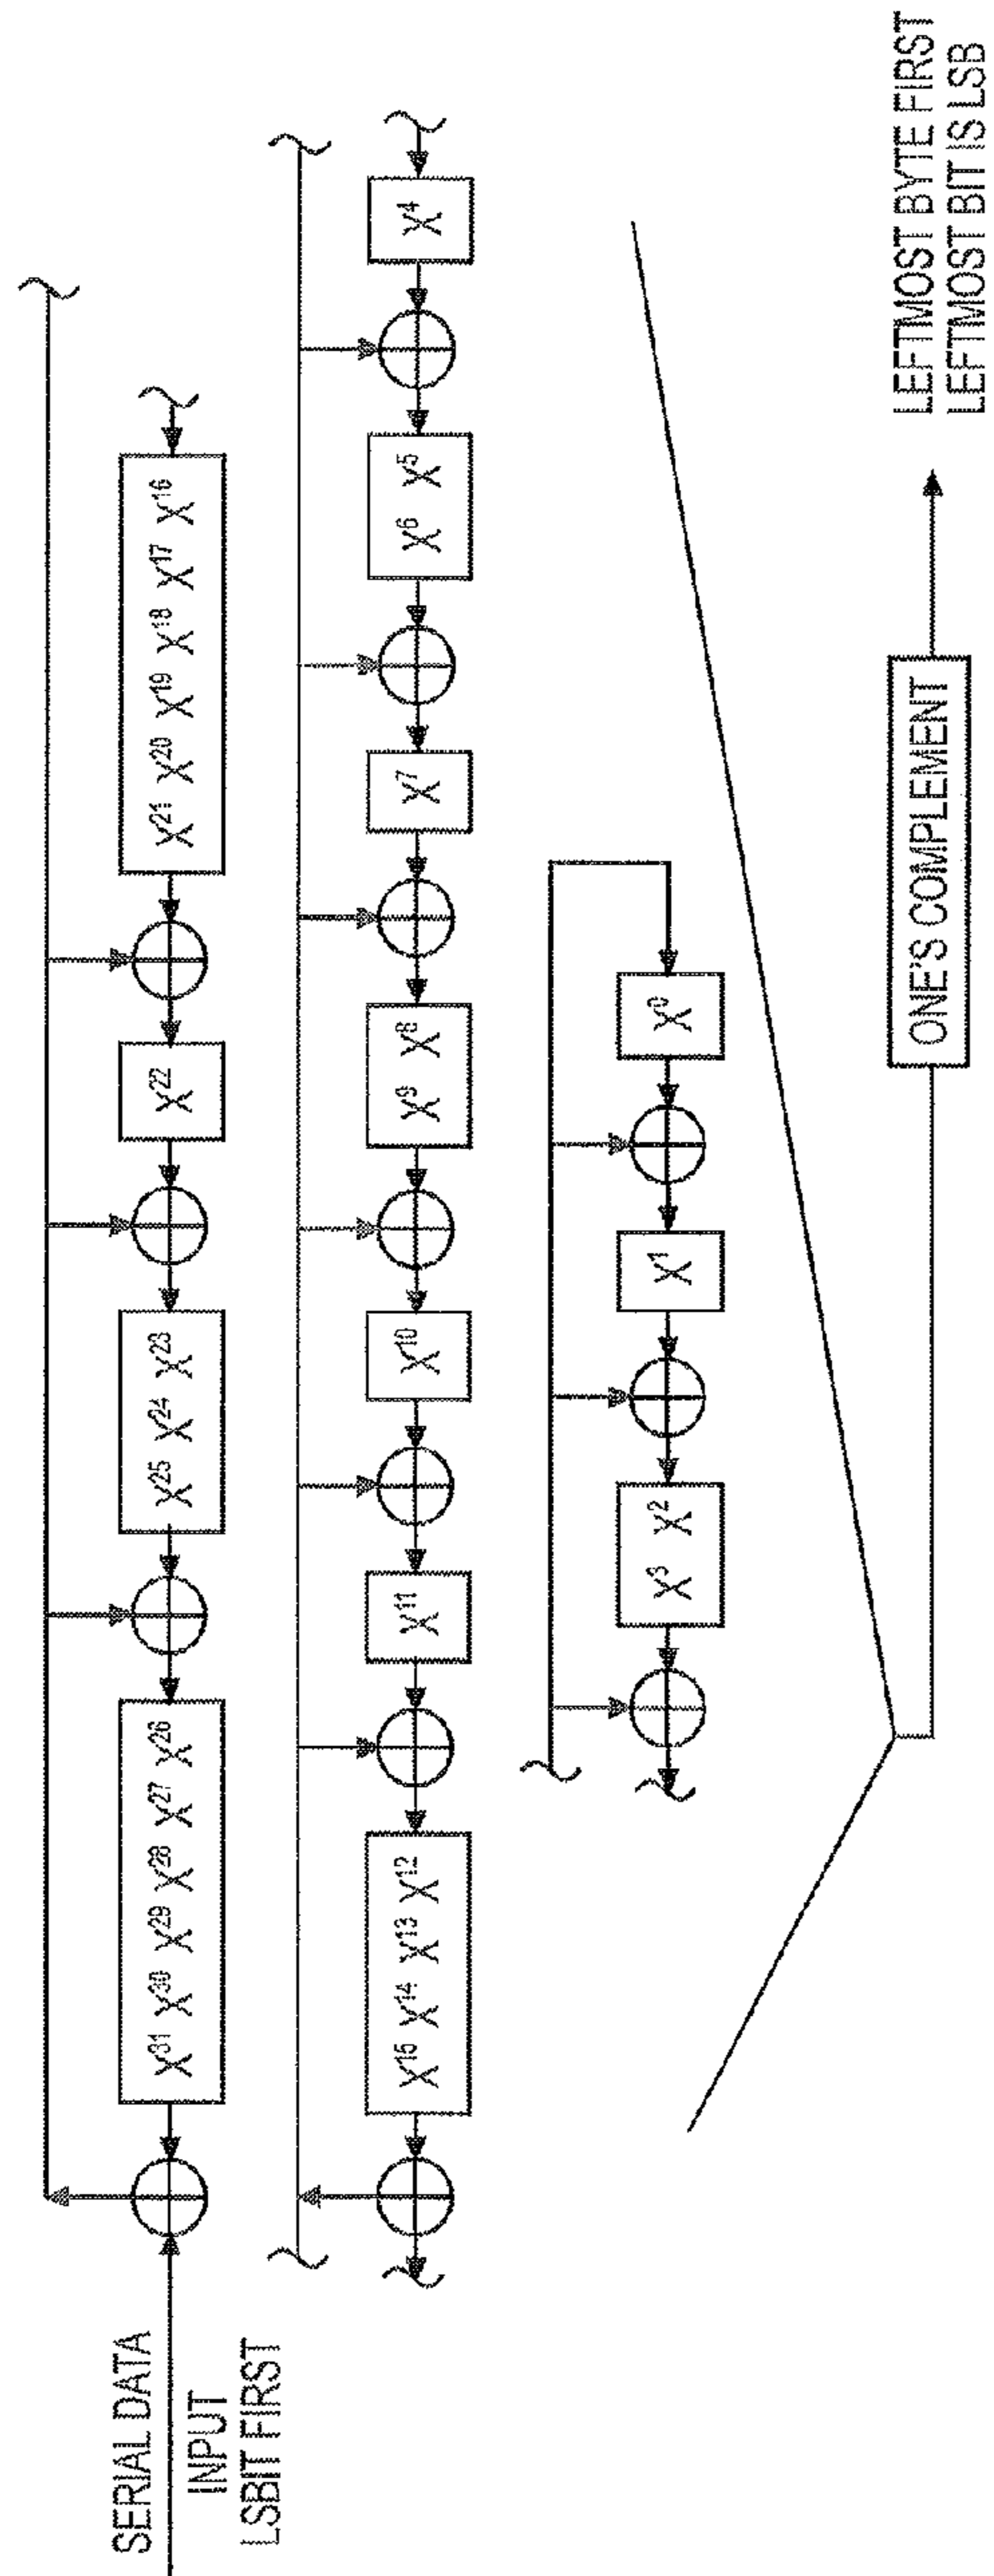 SERIAL DATA
INPUT
LSBIT FIRST
X³¹ X³⁰ X²⁹ X²⁸ X²⁷ X²⁶
X²⁵ X²⁴ X²³
X²²
X²¹ X²⁰ X¹⁹ X¹⁸ X¹⁷ X¹⁶
X¹⁵ X¹⁴ X¹³ X¹²
X¹¹
X¹⁰
X⁹ X⁸
X⁷
X⁶ X⁵
X⁴
X³ X²
X¹
X⁰
ONE'S COMPLEMENT
LEFTMOST BYTE FIRST
LEFTMOST BIT IS LSB